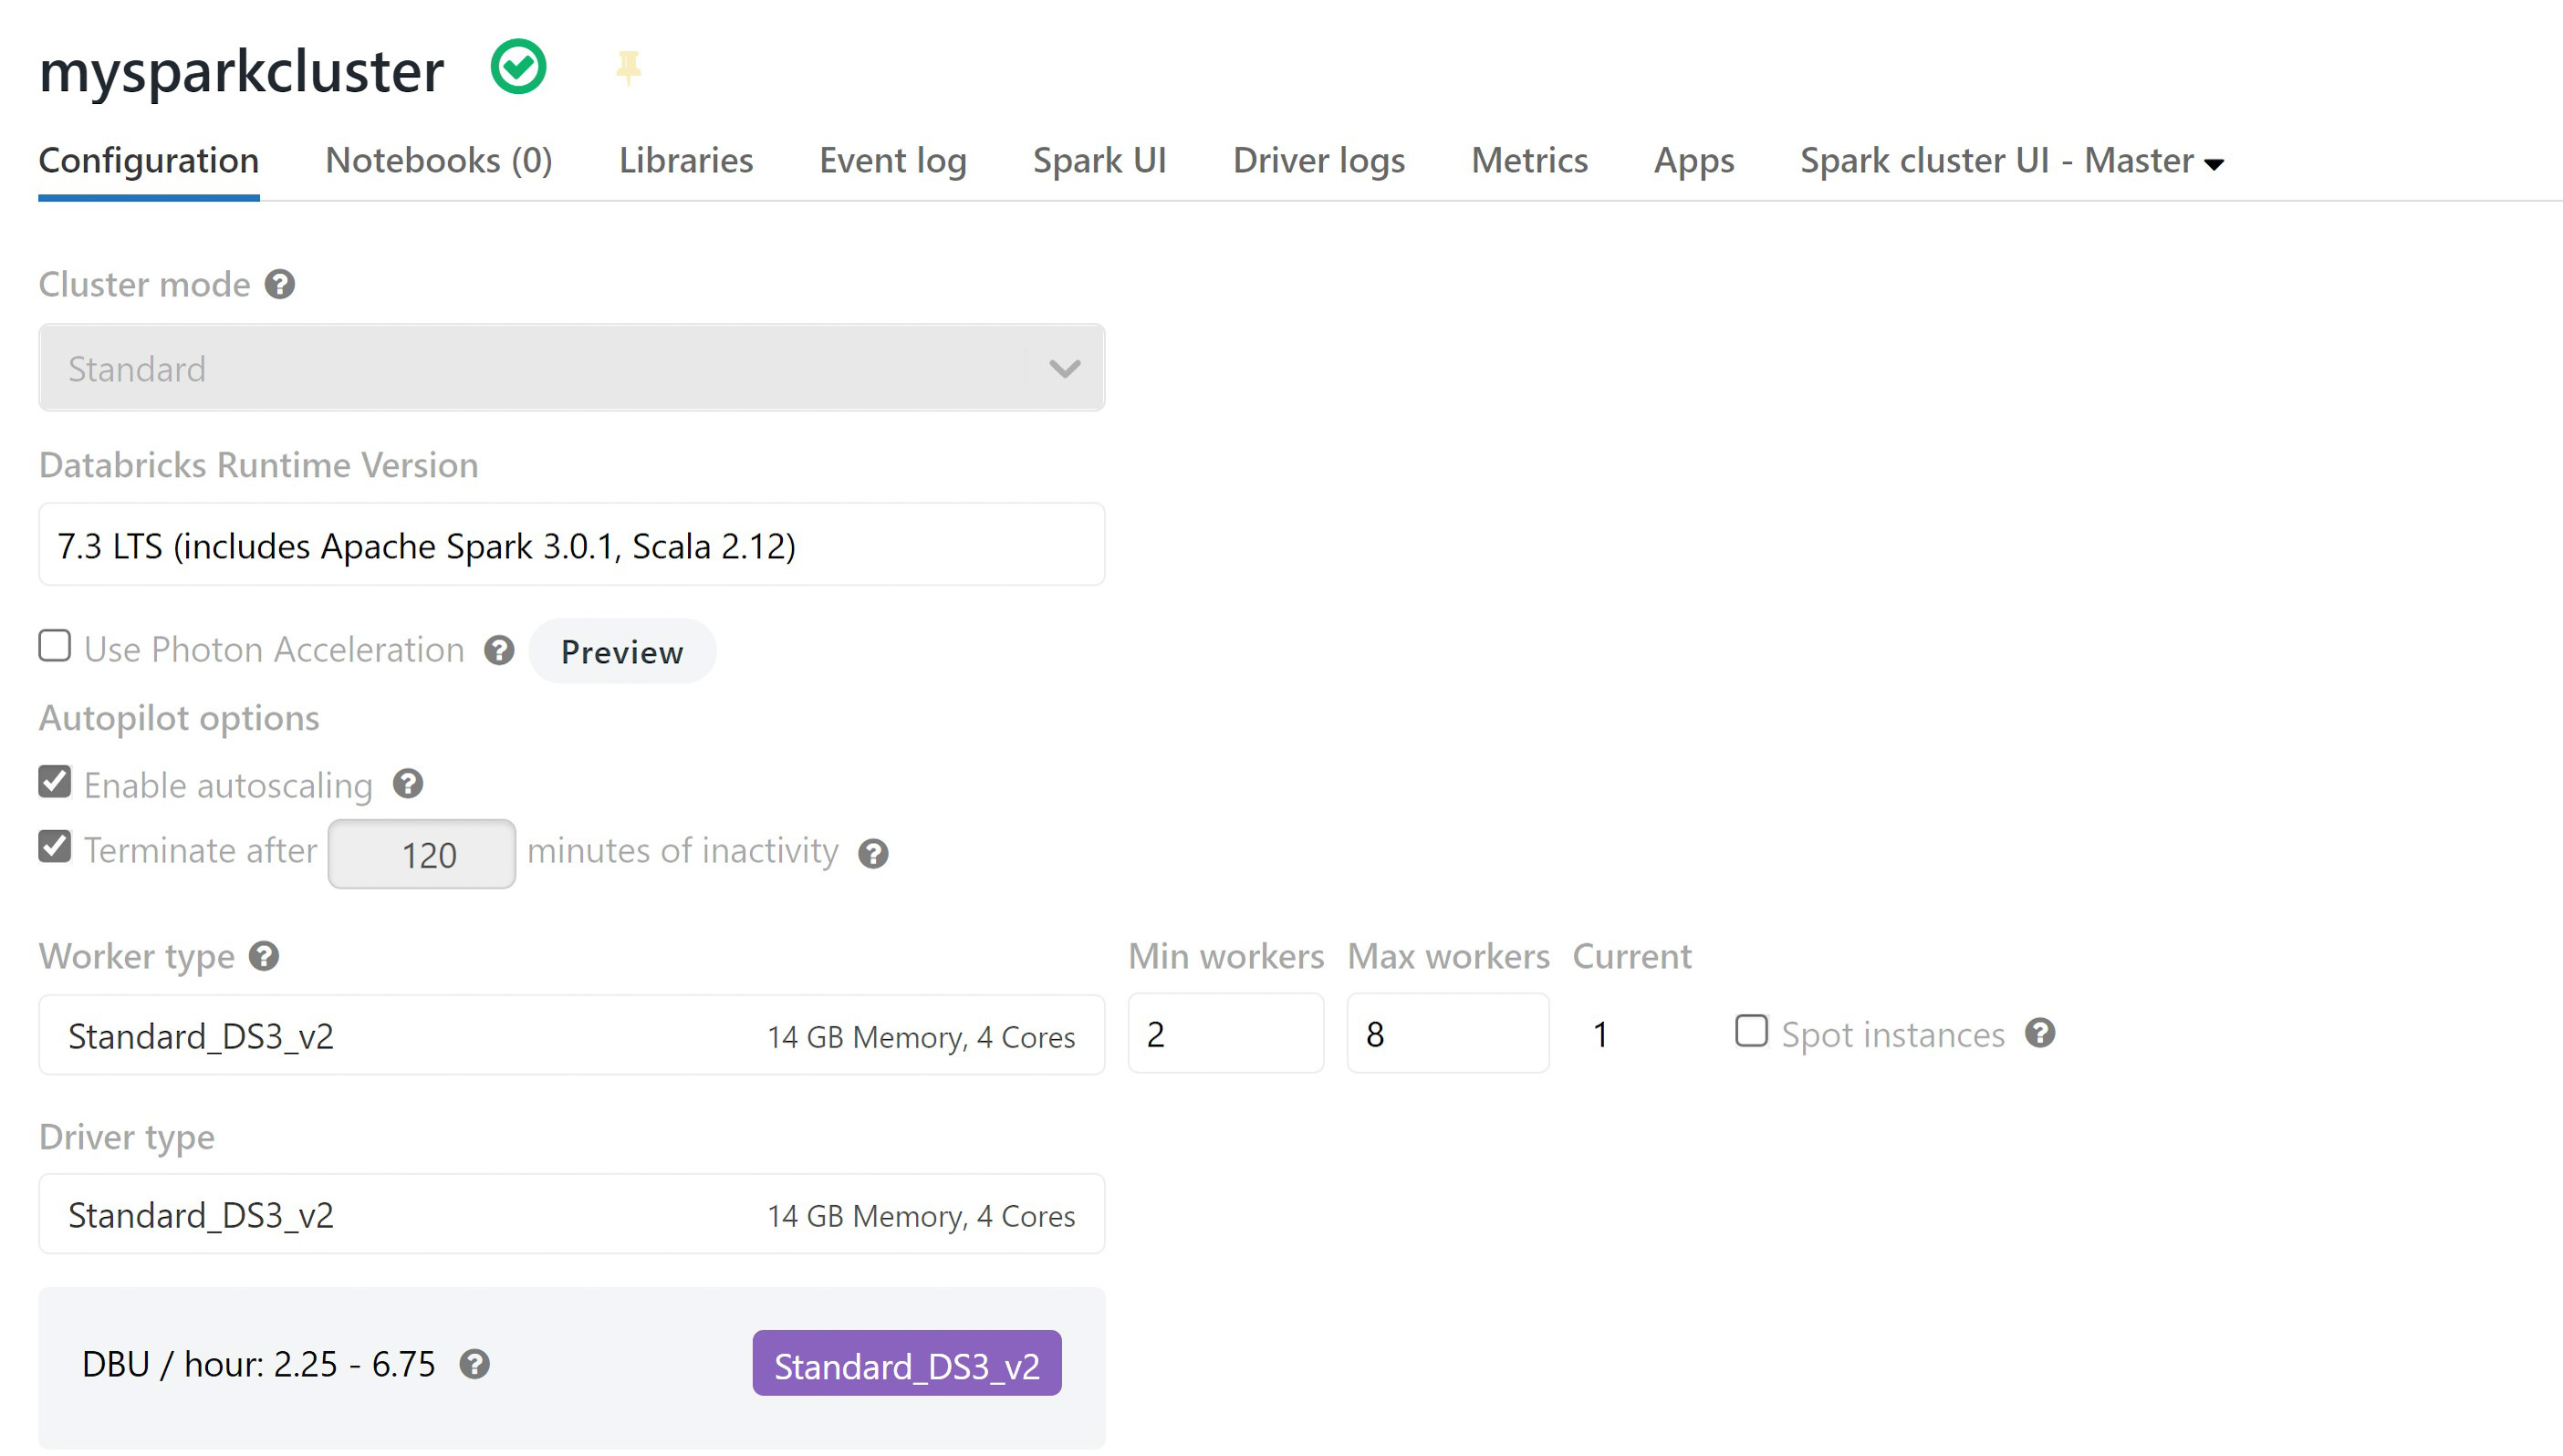 mysparkcluster
Configuration Notebooks (0) Libraries Event log Spark UI Driver logs Metrics Apps Spark cluster UI - Master
Cluster mode ?
Standard
Databricks Runtime Version
7.3 LTS (includes Apache Spark 3.0.1, Scala 2.12)
Use Photon Acceleration ? Preview
Autopilot options
Enable autoscaling ?
Terminate after 120 minutes of inactivity ?
Worker type ? Min workers Max workers Current
Standard_DS3_v2 14 GB Memory, 4 Cores 2 8 1 Spot instances ?
Driver type
Standard_DS3_v2 14 GB Memory, 4 Cores
DBU / hour: 2.25 - 6.75 ? Standard_DS3_v2